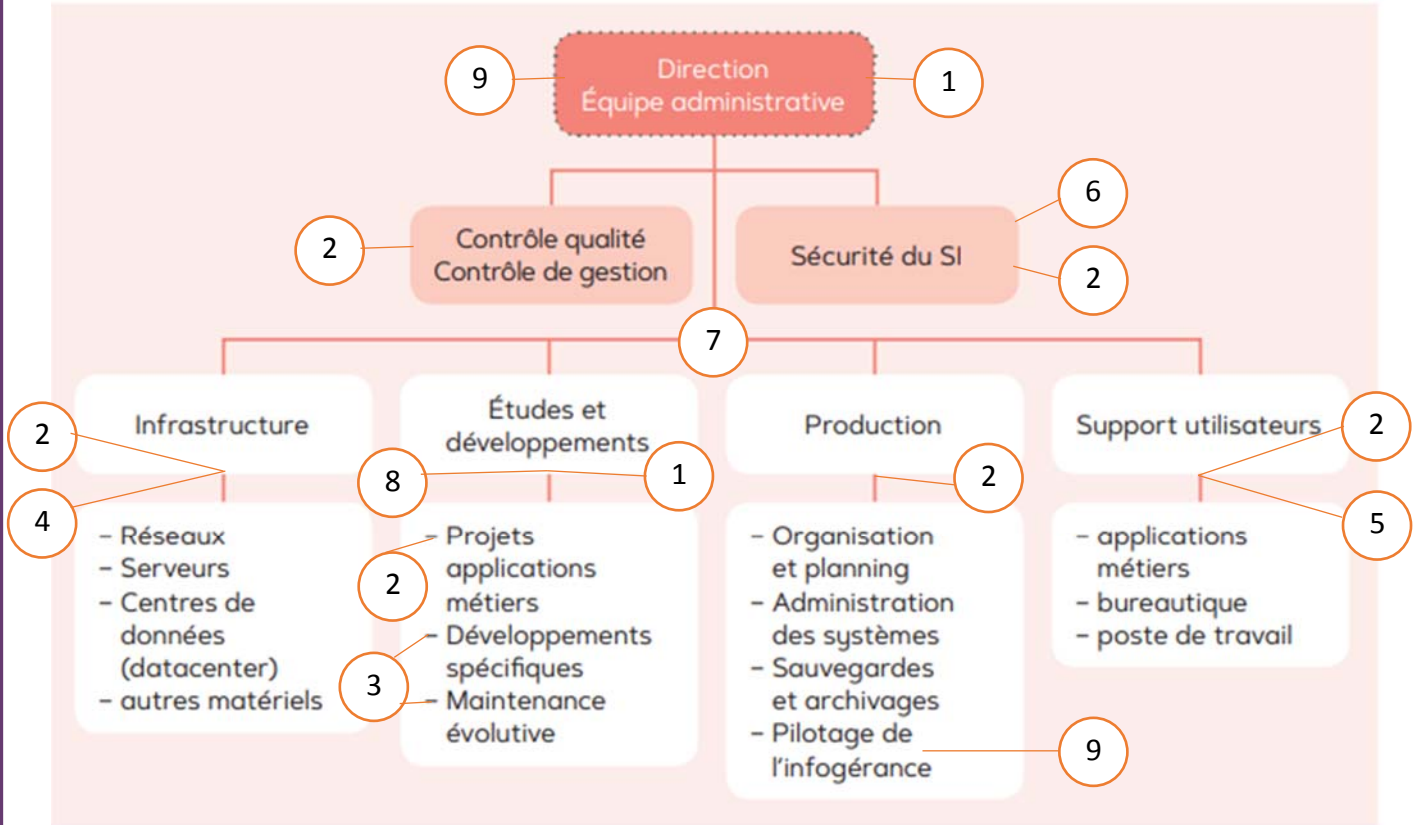 9
Direction
Équipe administrative
1
2
Contrôle qualité
Contrôle de gestion
6
Sécurité du SI
2
7
2
4
Infrastructure
– Réseaux
– Serveurs
– Centres de
données
(datacenter)
– autres matériels
Études et
développements
8
1
2
3
– Projets
applications
métiers
– Développements
spécifiques
– Maintenance
évolutive
Production
2
– Organisation
et planning
– Administration
des systèmes
– Sauvegardes
et archivages
– Pilotage de
l'infogérance
9
Support utilisateurs
2
5
– applications
métiers
– bureautique
– poste de travail